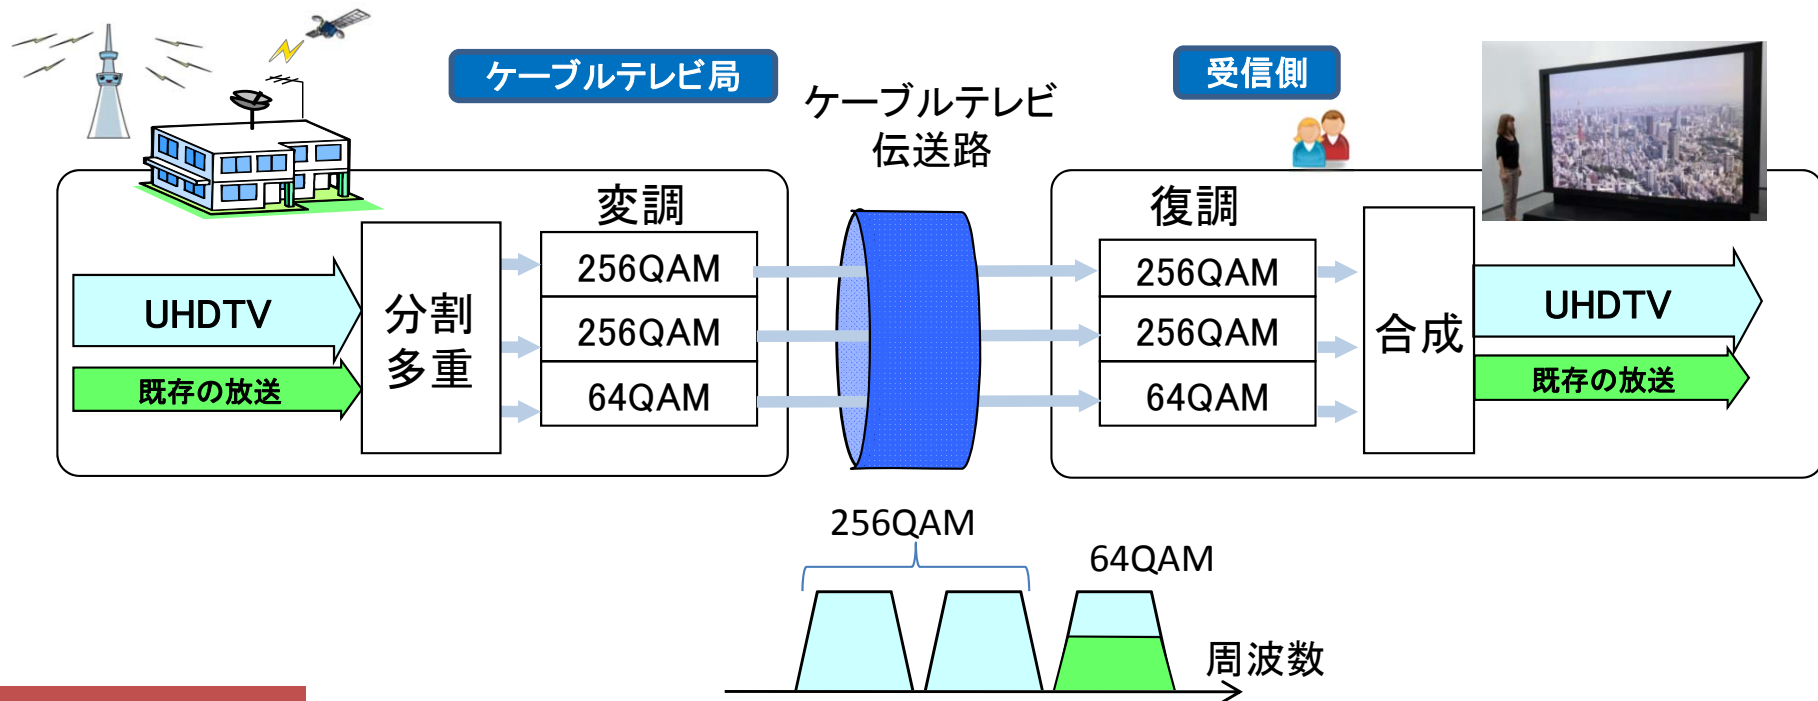 ケーブルテレビ局
受信側
ケーブルテレビ
伝送路
変調
復調
256QAM
256QAM
64QAM
256QAM
256QAM
64QAM
UHDTV
既存の放送
分割
多重
合成
UHDTV
既存の放送
256QAM
64QAM
周波数